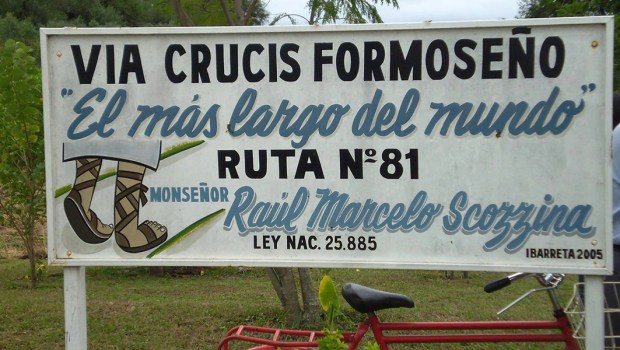 VIA CRUCIS FORMOSEÑO
"El más largo del mundo"
RUTA Nº 81
MONSEÑOR Raúl Marcelo Scozzina
LEY NAC. 25.885
IBARRETA 2005